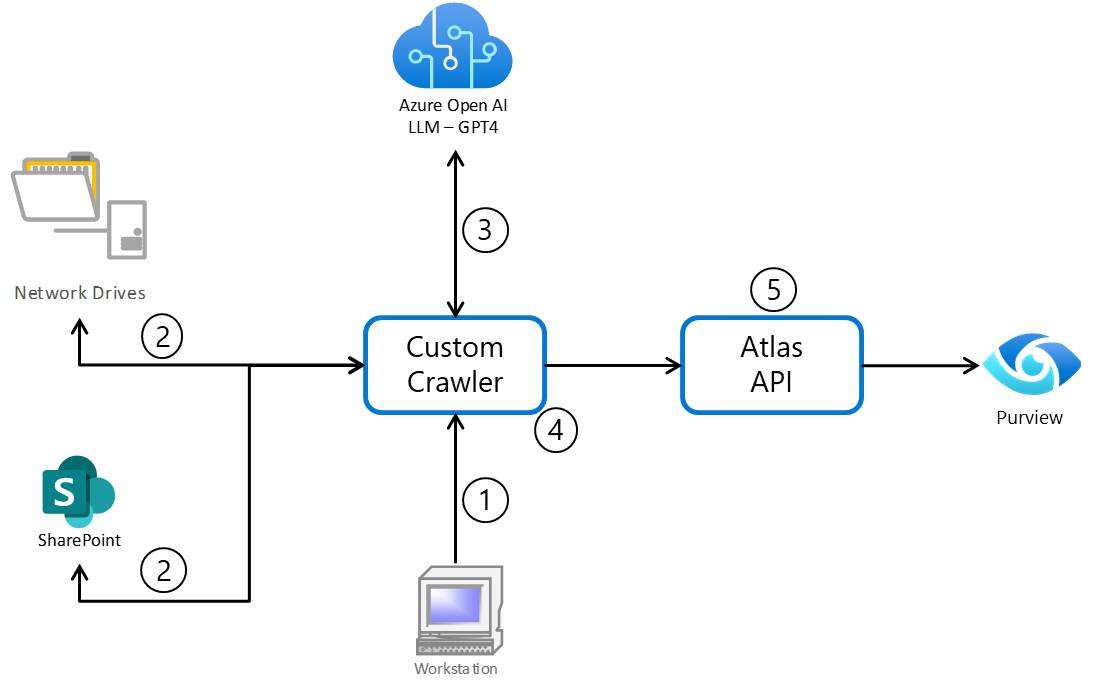 Azure Open AI
LLM – GPT4
3
Network Drives
2
5
Custom
Crawler
Atlas
API
Purview
4
S
SharePoint
1
2
Workstation